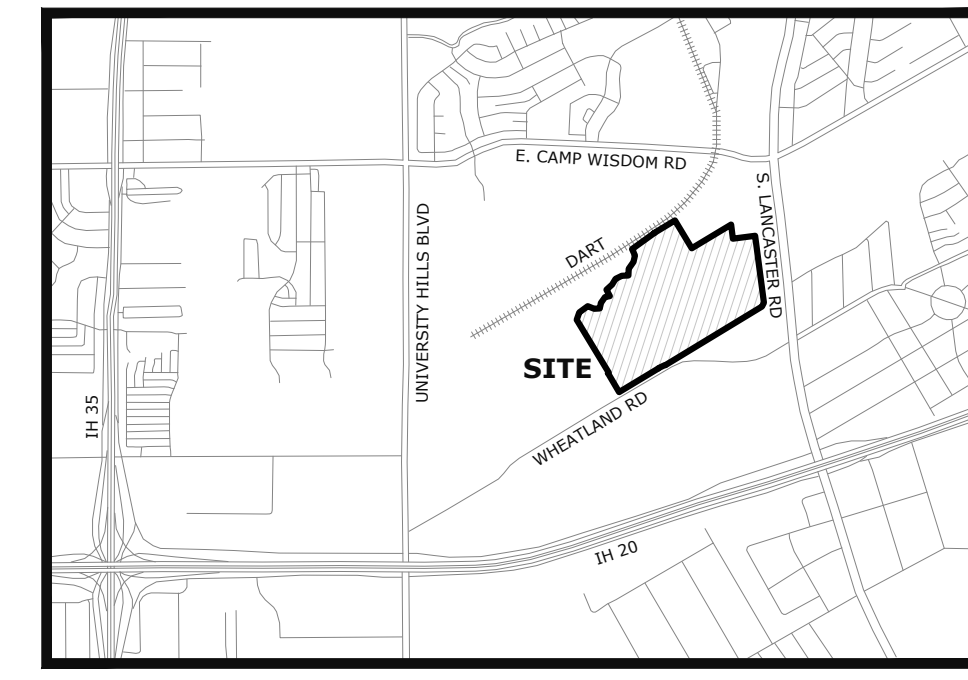 E. CAMP WISDOM RD
S. LANCASTER RD
UNIVERSITY HILLS BLVD
DART
SITE
IH 35
WHEATLAND RD
IH 20